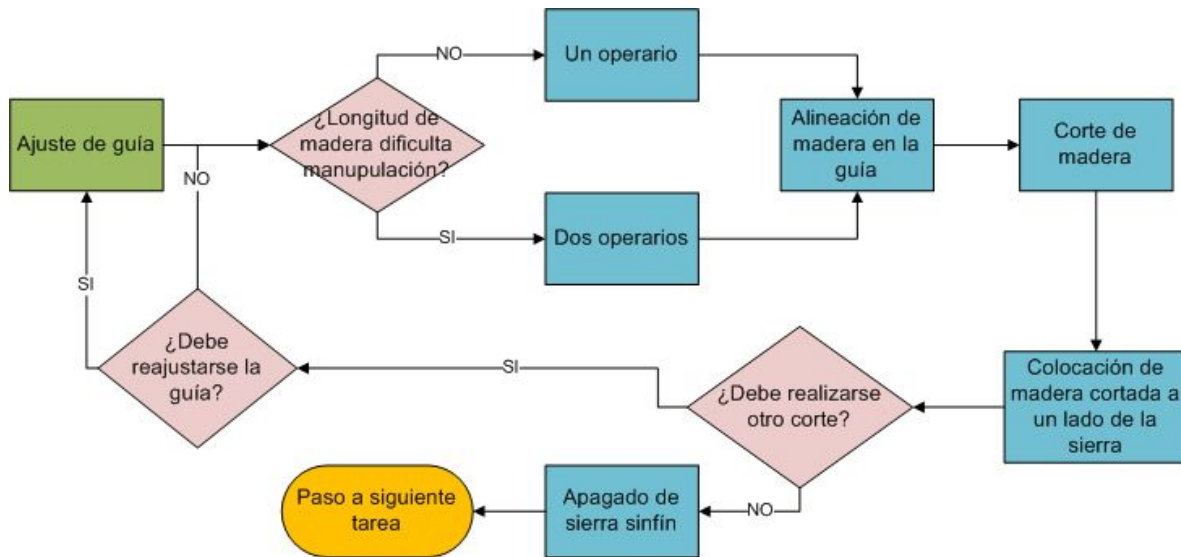 NO
Un operario
Ajuste de guía
¿Longitud de
madera dificulta
manupulación?
Alineación de
madera en la
guía
Corte de
madera
NO
SI
Dos operarios
SI
¿Debe
reajustarse la
guía?
SI
¿Debe realizarse
otro corte?
Colocación de
madera cortada a
un lado de la
sierra
Paso a siguiente
tarea
Apagado de
sierra sinfín
NO